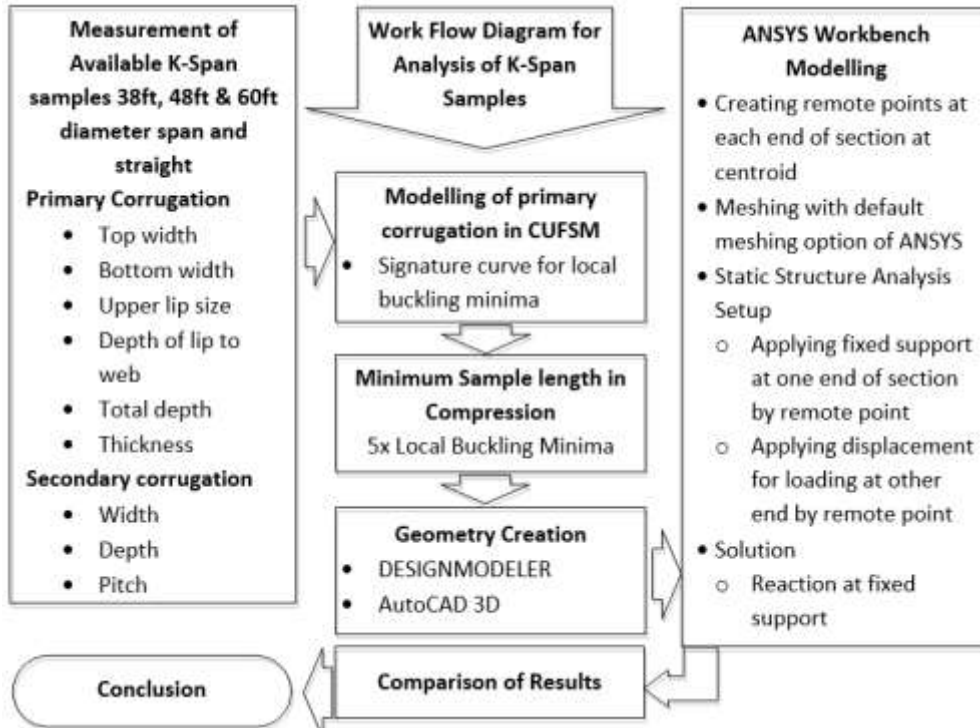 Measurement of
Available K-Span
samples 38ft, 48ft & 60ft
diameter span and
straight
Primary Corrugation
• Top width
• Bottom width
• Upper lip size
• Depth of lip to
web
• Total depth
• Thickness
Secondary corrugation
• Width
• Depth
• Pitch
Work Flow Diagram for
Analysis of K-Span
Samples
Modelling of primary
corrugation in CUFSM
• Signature curve for local
buckling minima
Minimum Sample length in
Compression
5x Local Buckling Minima
Geometry Creation
• DESIGNMODELER
• AutoCAD 3D
ANSYS Workbench
Modelling
• Creating remote points at
each end of section at
centroid
• Meshing with default
meshing option of ANSYS
• Static Structure Analysis
Setup
o Applying fixed support
at one end of section
by remote point
o Applying displacement
for loading at other
end by remote point
• Solution
o Reaction at fixed
support
Comparison of Results
Conclusion